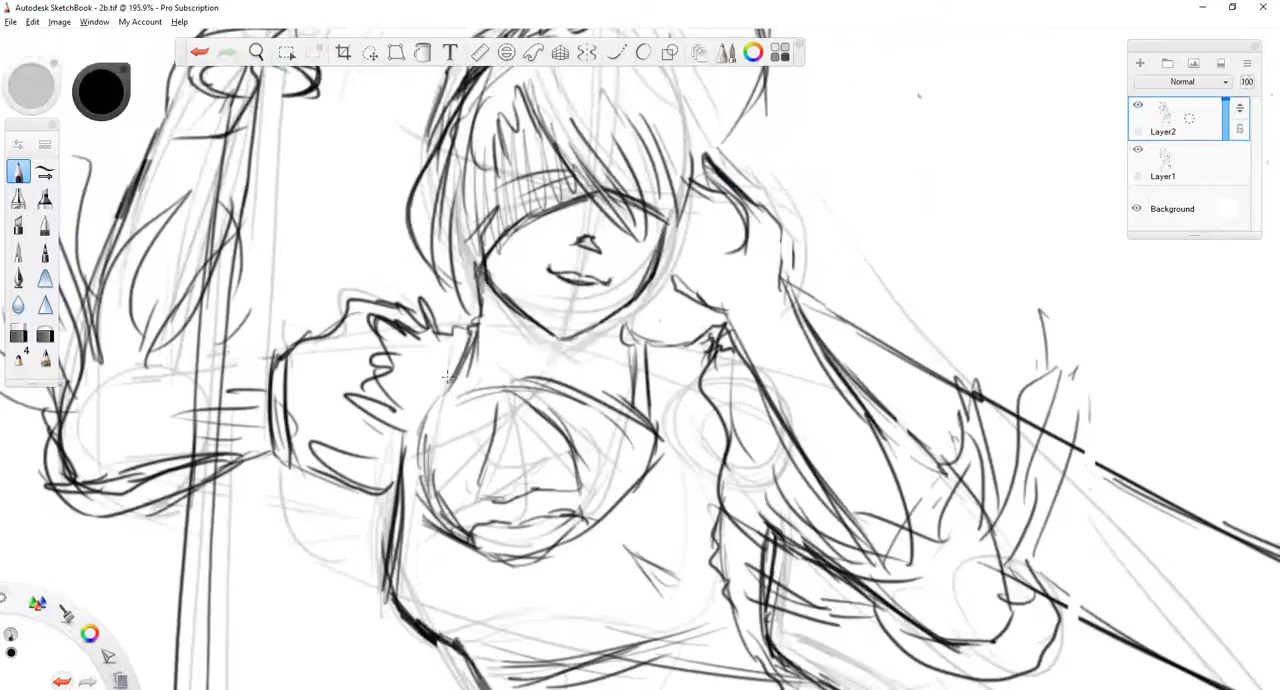 Autodesk SketchBook - 2b.tif @ 195.9% - Pro Subscription
File Edit Image Window My Account Help
T
Normal 100
Layer2
Layer1
Background
4